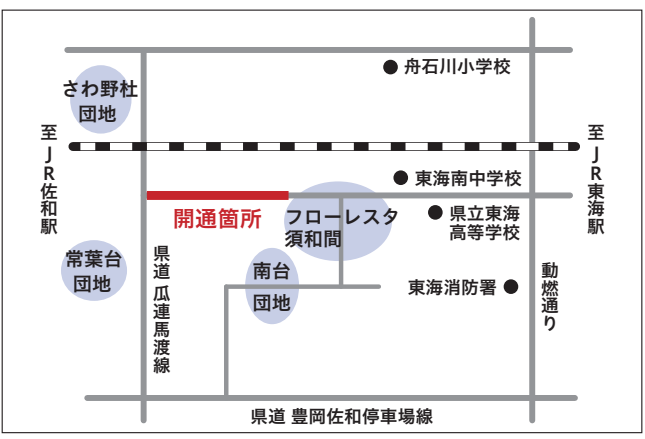 舟石川小学校
さわ野杜
団地
至JR佐和駅
至JR東海駅
東海南中学校
開通箇所
フローレスタ
須和間
県立東海
高等学校
常葉台
団地
県道 瓜連馬渡線
南台
団地
東海消防署
動燃通り
県道 豊岡佐和停車場線